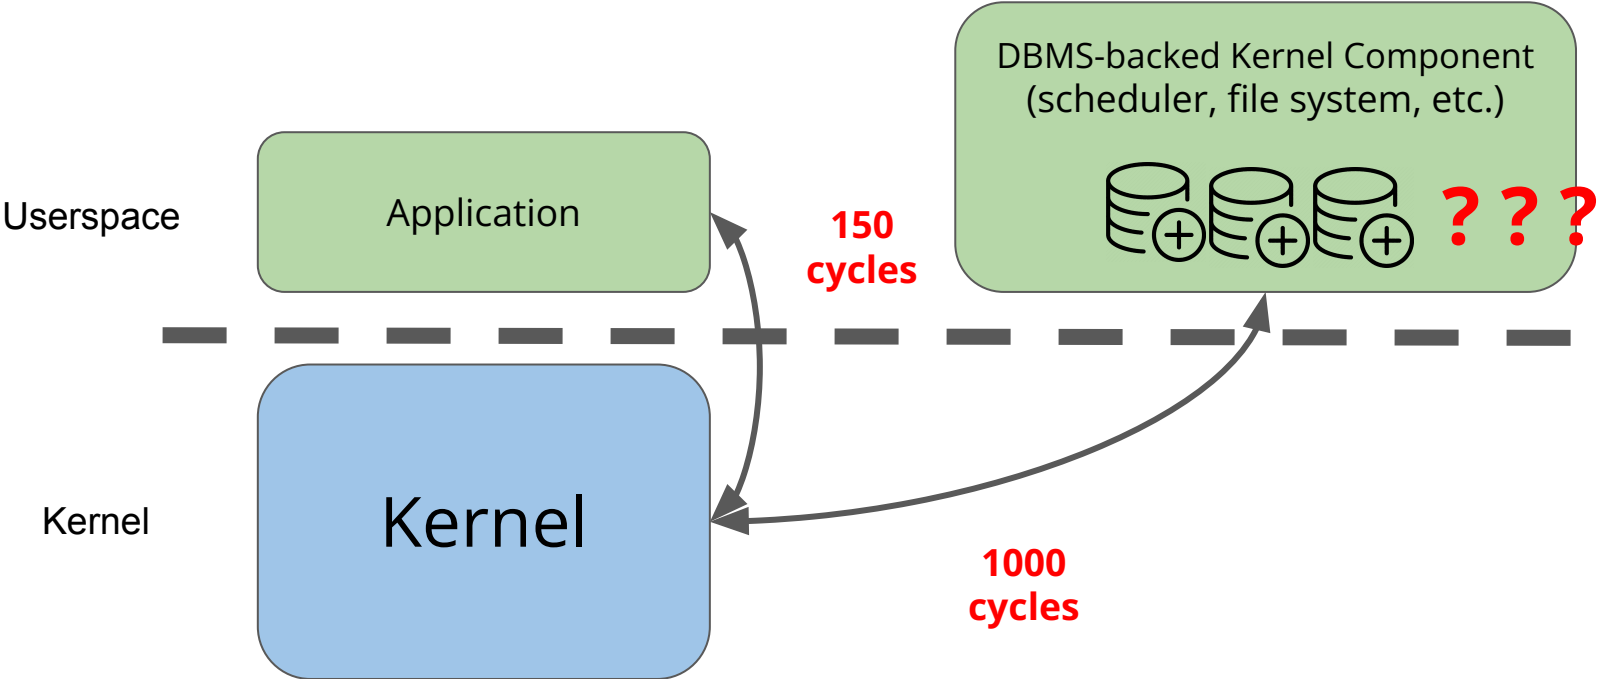 DBMS-backed Kernel Component
(scheduler, file system, etc.)
Userspace
Application
150
cycles
? ? ?
Kernel
Kernel
1000
cycles